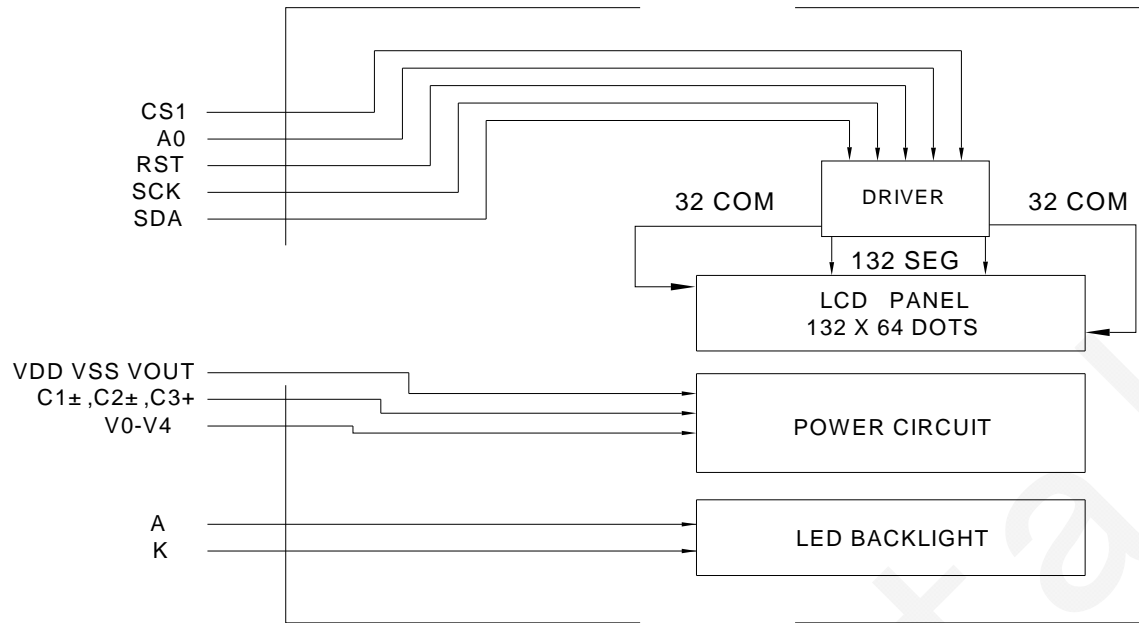 CS1
A0
RST
SCK
SDA
DRIVER
32 COM
32 COM
132 SEG
LCD PANEL
132 X 64 DOTS
VDD VSS VOUT
C1± ,C2± ,C3+
V0-V4
POWER CIRCUIT
A
K
LED BACKLIGHT